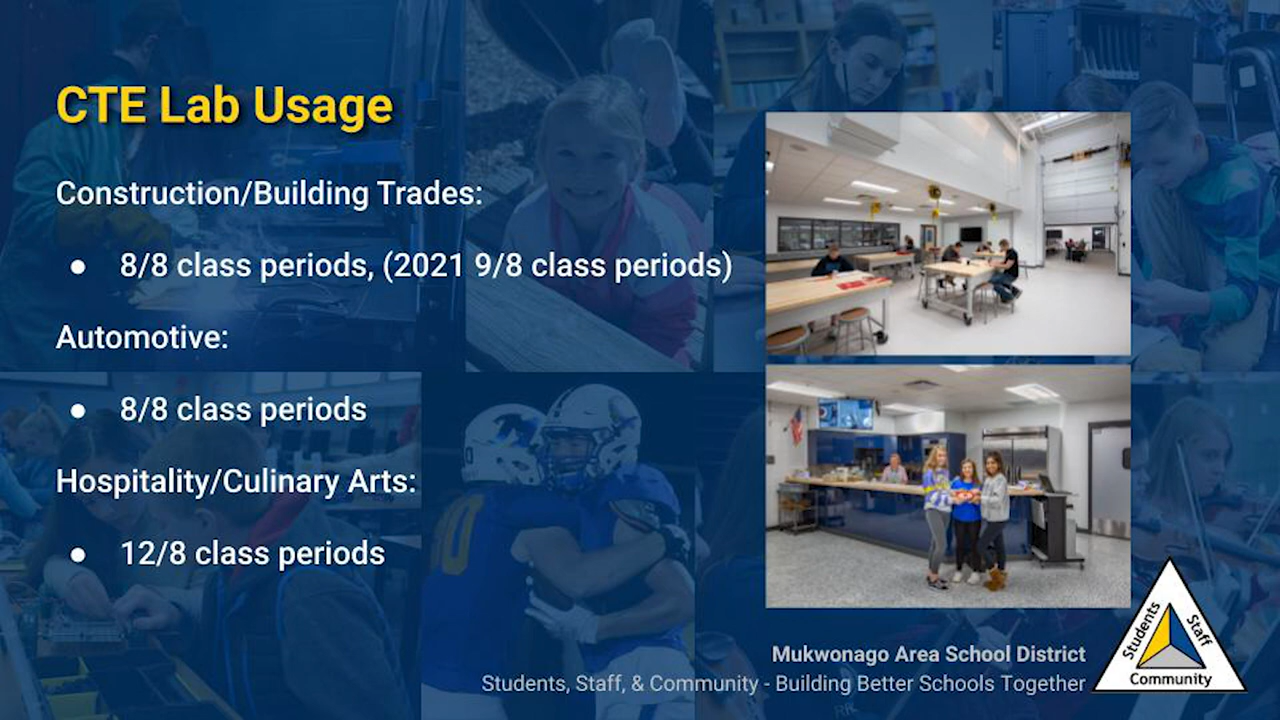 CTE Lab Usage
Construction/Building Trades:
● 8/8 class periods, (2021 9/8 class periods)
Automotive:
● 8/8 class periods
Hospitality/Culinary Arts:
● 12/8 class periods
Mukwonago Area School District
Students, Staff, & Community - Building Better Schools Together
Students
Staff
Community